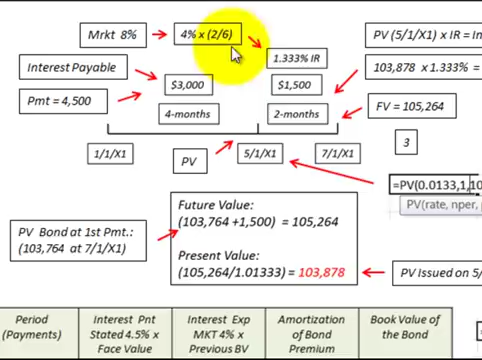 Mrkt 8%
4% x (2/6)
PV (5/1/X1) x IR = In
1.333% IR
Interest Payable
103,878 x 1.333% =
$3,000
$1,500
Pmt = 4,500
FV = 105,264
4-months
2-months
3
1/1/X1
PV
5/1/X1
7/1/X1
=PV(0.0133,1,10
PV(rate, nper,
Future Value:
(103,764 +1,500) = 105,264
PV Bond at 1st Pmt.:
(103,764 at 7/1/X1)
Present Value:
(105,264/1.01333) = 103,878
PV Issued on 5/
Period
(Payments)
Interest Pnt
Stated 4.5% x
Face Value
Interest Exp
MKT 4% x
Previous BV
Amortization
of Bond
Premium
Book Value of
the Bond